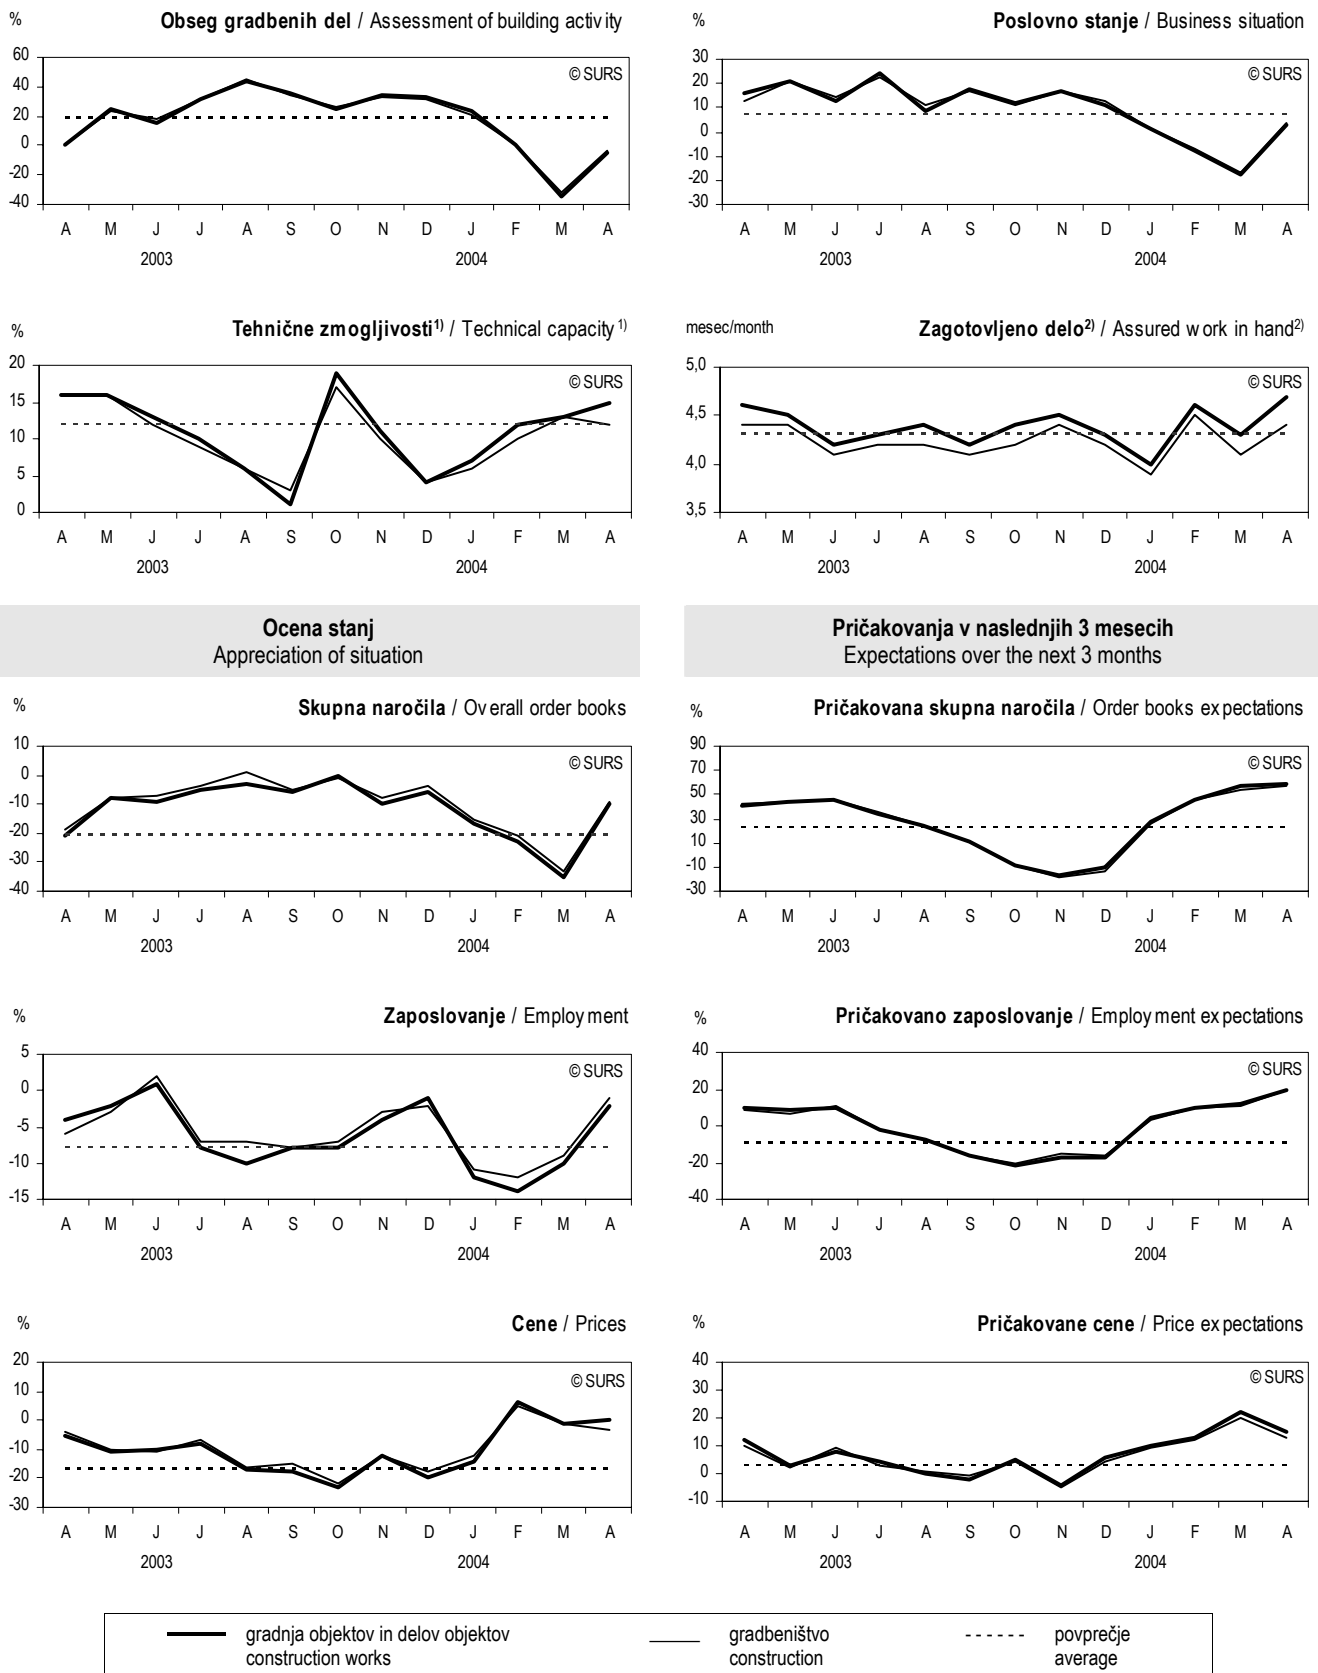 % Obseg gradbenih del / Assessment of building activity
60
40
20
0
-20
-40
© SURS
A M J J A S O N D J F M A
2003 2004
% Poslovno stanje / Business situation
30
20
10
0
-10
-20
-30
© SURS
A M J J A S O N D J F M A
2003 2004
% Tehnične zmogljivosti1) / Technical capacity 1)
20
15
10
5
0
© SURS
A M J J A S O N D J F M A
2003 2004
mesec/month Zagotovljeno delo2) / Assured work in hand2)
5,0
4,5
4,0
3,5
© SURS
A M J J A S O N D J F M A
2003 2004
Ocena stanj
Appreciation of situation
Pričakovanja v naslednjih 3 mesecih
Expectations over the next 3 months
% Skupna naročila / Overall order books
10
0
-10
-20
-30
-40
© SURS
A M J J A S O N D J F M A
2003 2004
% Pričakovana skupna naročila / Order books expectations
90
70
50
30
10
-10
-30
© SURS
A M J J A S O N D J F M A
2003 2004
% Zaposlovanje / Employment
5
0
-5
-10
-15
© SURS
A M J J A S O N D J F M A
2003 2004
% Pričakovano zaposlovanje / Employment expectations
40
20
0
-20
-40
© SURS
A M J J A S O N D J F M A
2003 2004
% Cene / Prices
20
10
0
-10
-20
-30
© SURS
A M J J A S O N D J F M A
2003 2004
% Pričakovane cene / Price expectations
40
30
20
10
0
-10
© SURS
A M J J A S O N D J F M A
2003 2004
gradnja objektov in delov objektov
construction works
gradbeništvo
construction
povprečje
average